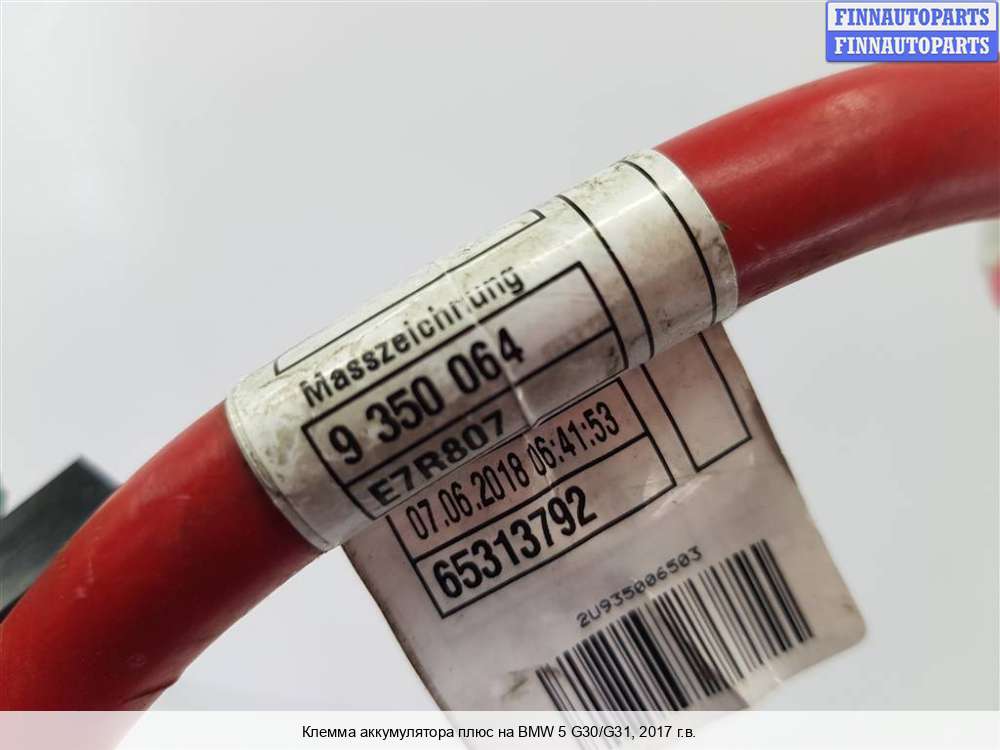 FINNAUTOPARTS
FINNAUTOPARTS
Masszeichnung
9 350 064
E7R807
07.06.2018 06:41:53
65313792
2U935006503
Клемма аккумулятора плюс на BMW 5 G30/G31, 2017 г.в.